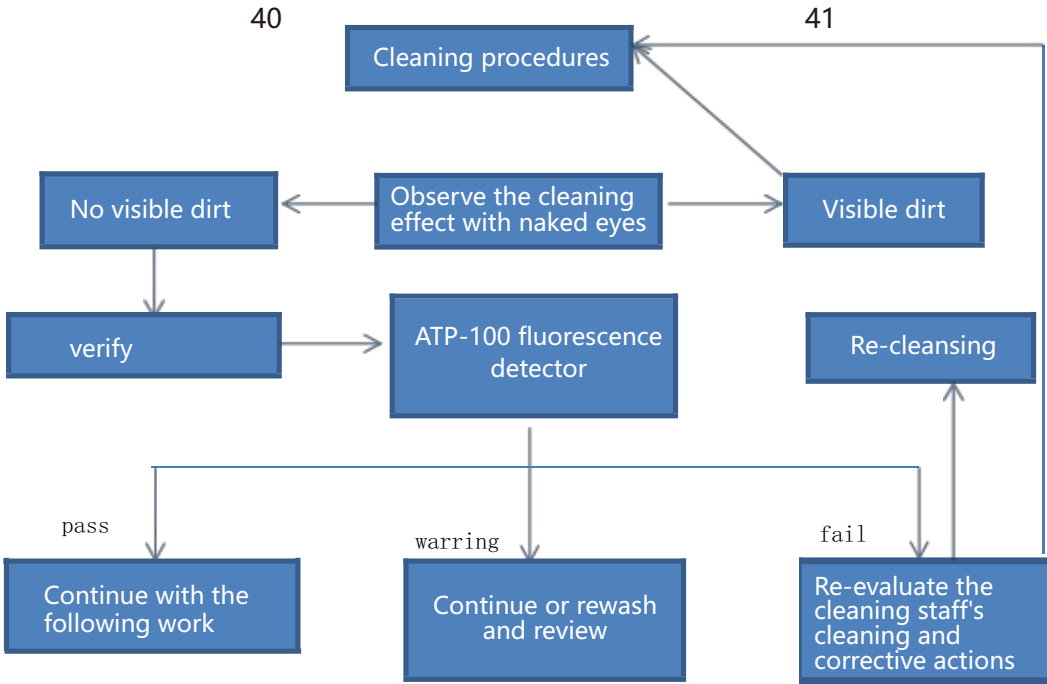 40
41
Cleaning procedures
No visible dirt
Observe the cleaning
effect with naked eyes
Visible dirt
verify
ATP-100 fluorescence
detector
Re-cleansing
pass
warring
fail
Continue with the
following work
Continue or rewash
and review
Re-evaluate the
cleaning staff's
cleaning and
corrective actions